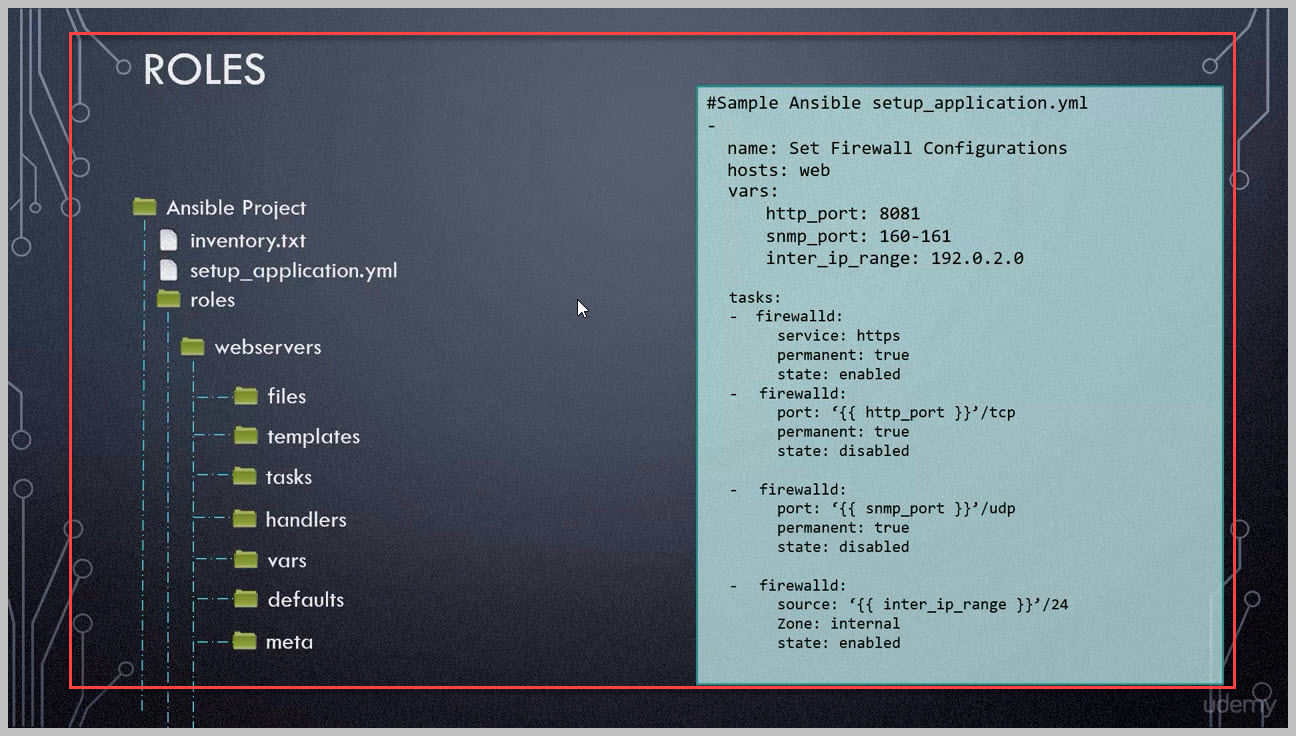 ROLES
Ansible Project
inventory.txt
setup_application.yml
roles
webservers
files
templates
tasks
handlers
vars
defaults
meta
#Sample Ansible setup_application.yml
-
name: Set Firewall Configurations
hosts: web
vars:
http_port: 8081
snmp_port: 160-161
inter_ip_range: 192.0.2.0
tasks:
- firewalld:
service: https
permanent: true
state: enabled
- firewalld:
port: ‘{{ http_port }}’/tcp
permanent: true
state: disabled
- firewalld:
port: ‘{{ snmp_port }}’/udp
permanent: true
state: disabled
- firewalld:
source: ‘{{ inter_ip_range }}’/24
Zone: internal
state: enabled
udemy